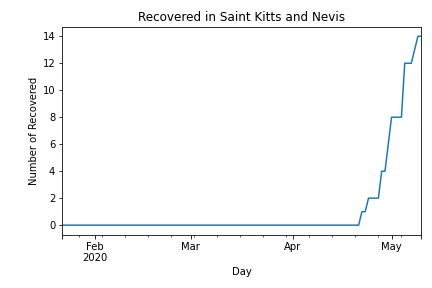 Recovered in Saint Kitts and Nevis
14
12
10
8
6
4
2
0
Number of Recovered
Feb
2020
Mar
Apr
May
Day